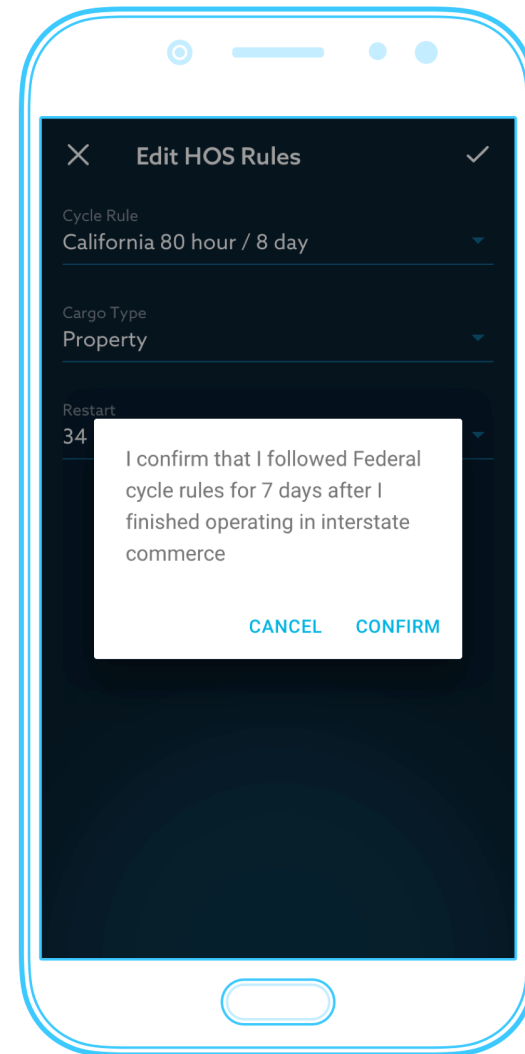 Edit HOS Rules
Cycle Rule
California 80 hour / 8 day
Cargo Type
Property
Restart
34
I confirm that I followed Federal
cycle rules for 7 days after I
finished operating in interstate
commerce
CANCEL CONFIRM